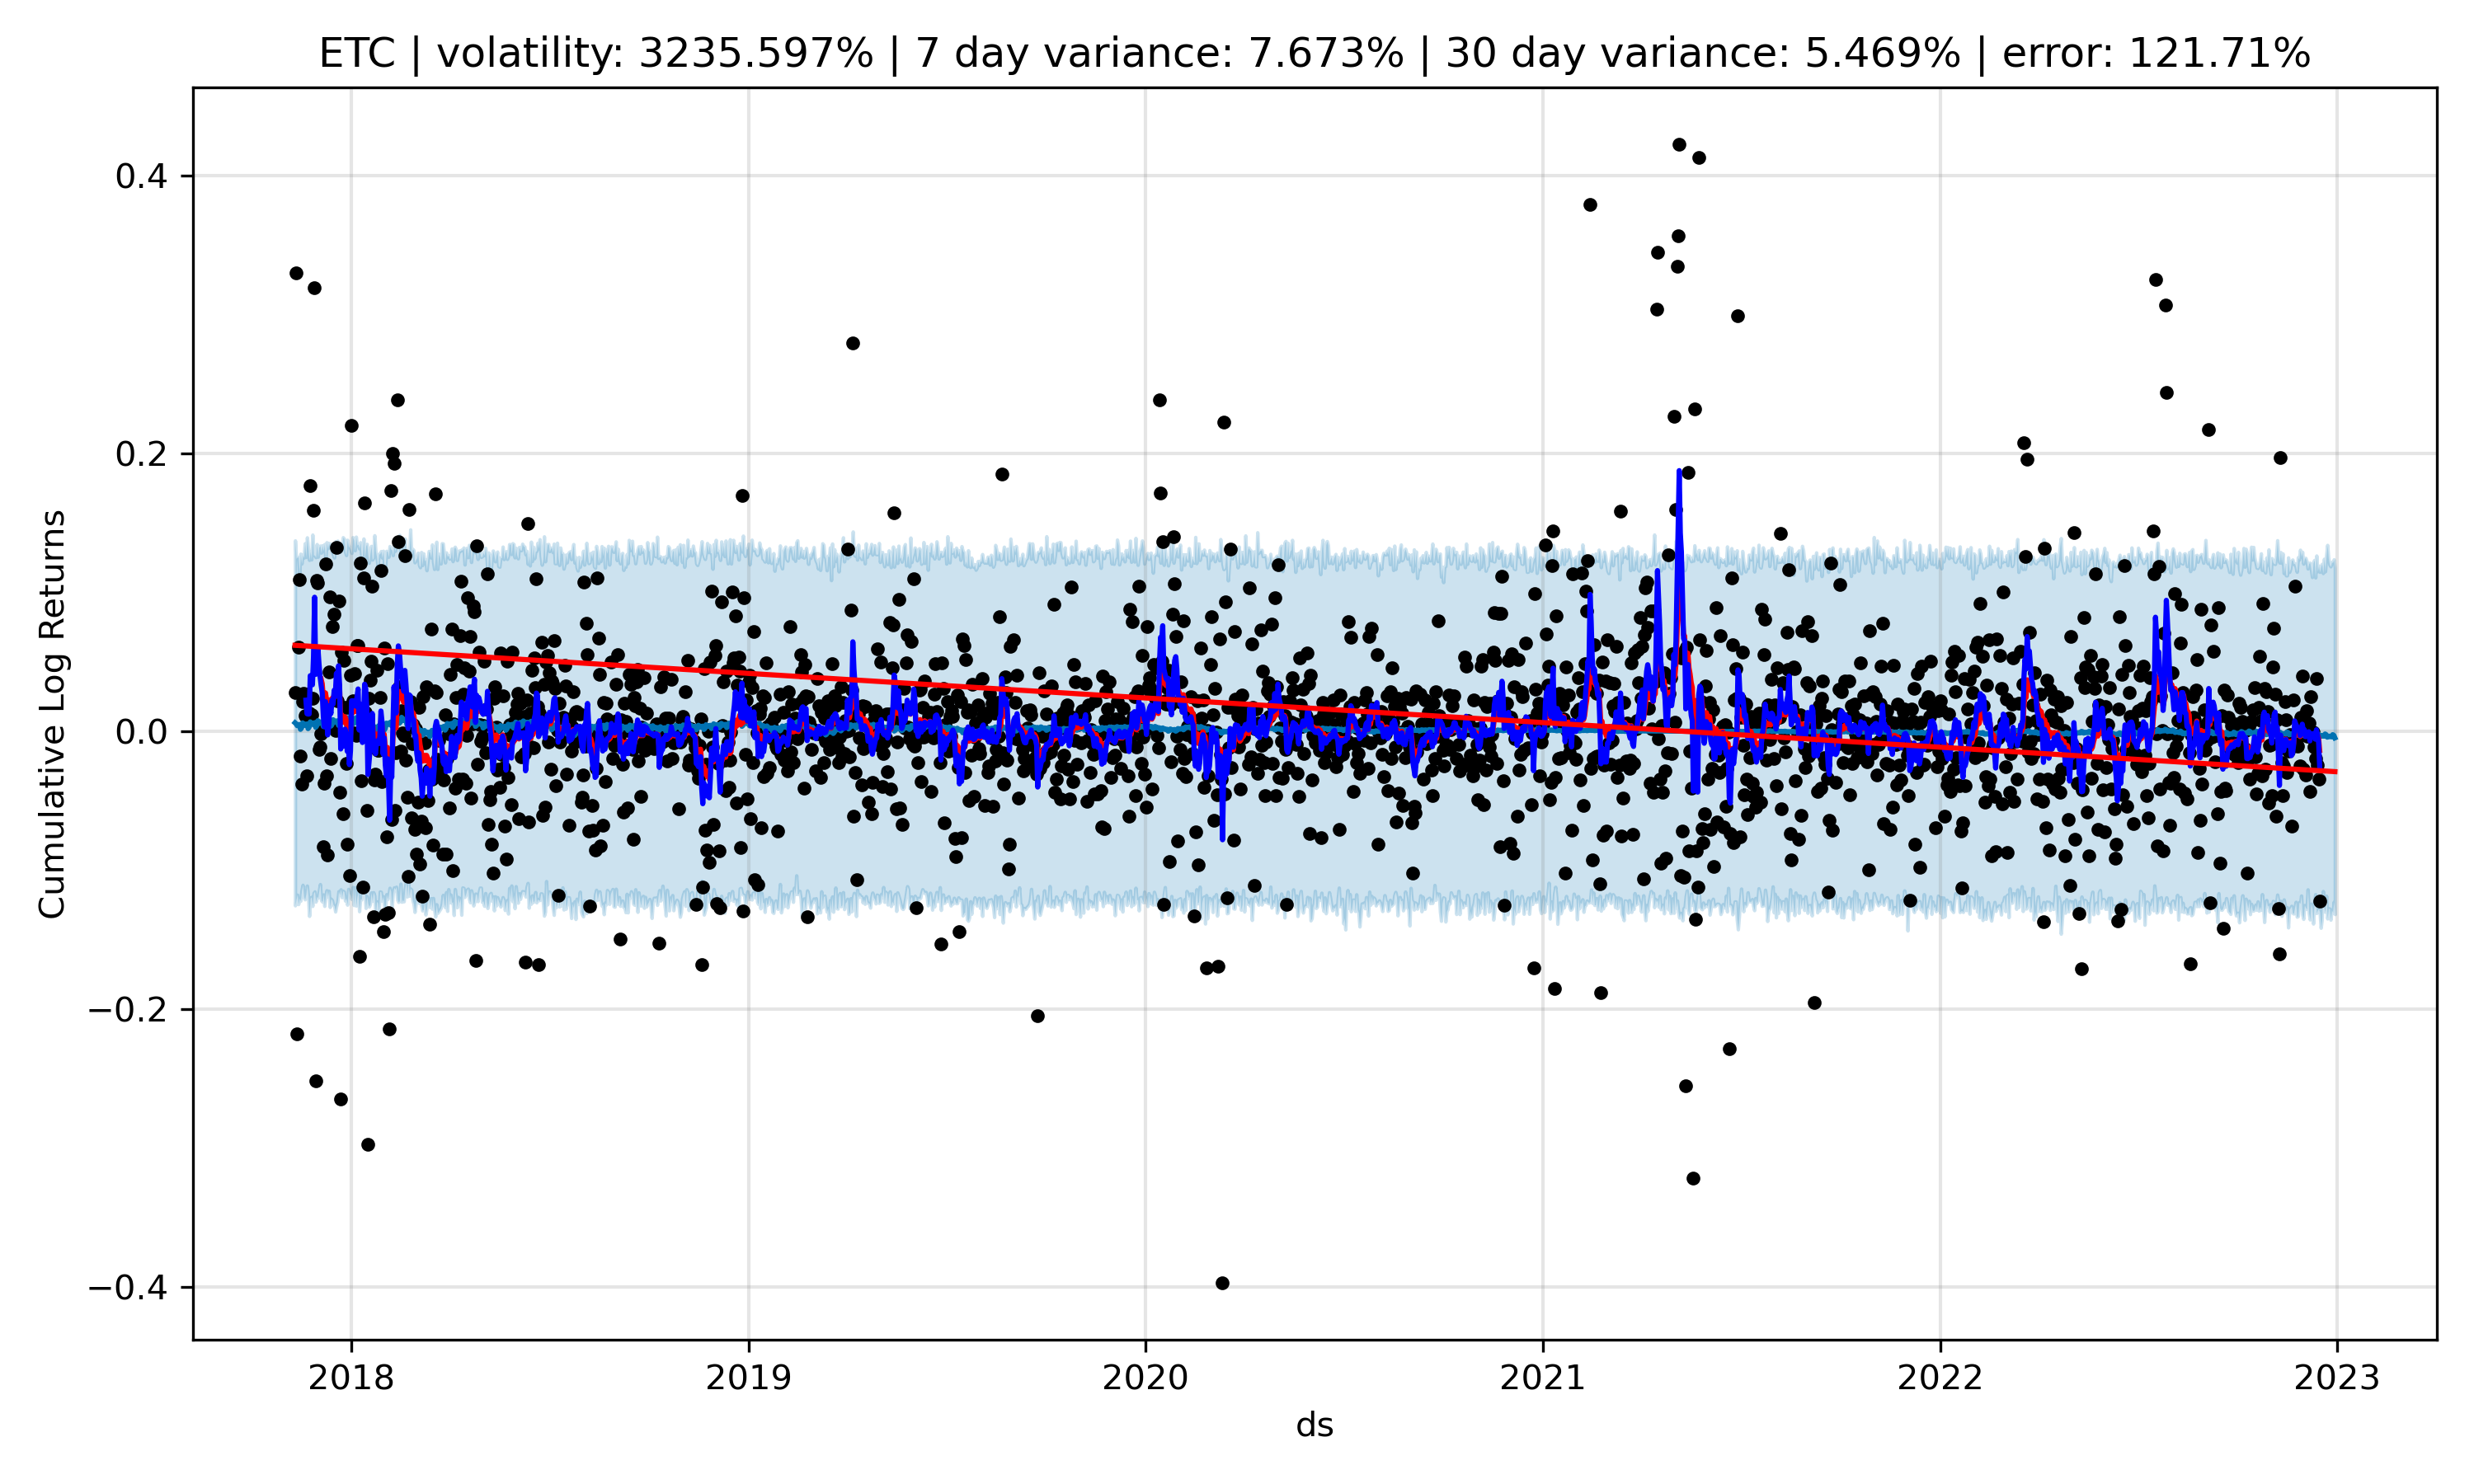 ETC | volatility: 3235.597% | 7 day variance: 7.673% | 30 day variance: 5.469% | error: 121.71%
Cumulative Log Returns
0.4
0.2
0.0
−0.2
−0.4
2018 2019 2020 2021 2022 2023
ds